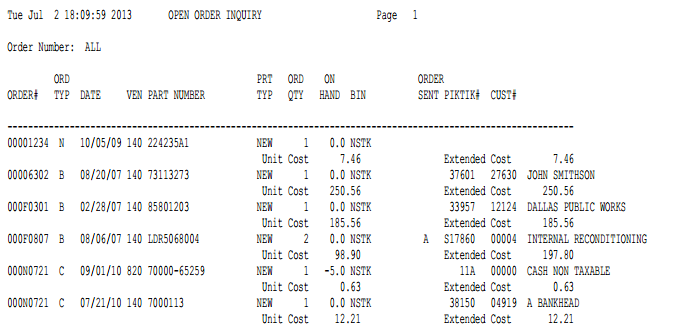 Tue Jul  2 18:09:59 2013       OPEN ORDER INQUIRY                      Page   1
Order Number:  ALL
         ORD                                    PRT   ORD    ON                ORDER
ORDER#   TYP  DATE     VEN PART NUMBER          TYP   QTY   HAND  BIN          SENT PIKTIK#  CUST#
--------------------------------------------------------------------------------------------------------------
00001234  N   10/05/09 140 224235A1             NEW      1    0.0 NSTK
                                                 Unit Cost      7.46                Extended Cost        7.46
00006302  B   08/20/07 140 73113273             NEW      1    0.0 NSTK               37601   27630  JOHN SMITHSON
                                                 Unit Cost    250.56                Extended Cost      250.56
000F0301  B   02/28/07 140 85801203             NEW      1    0.0 NSTK               33957   12124  DALLAS PUBLIC WORKS
                                                 Unit Cost    185.56                Extended Cost      185.56
000F0807  B   08/06/07 140 LDR5068004           NEW      2    0.0 NSTK          A   S17860   00004  INTERNAL RECONDITIONING
                                                 Unit Cost     98.90                Extended Cost      197.80
000N0721  C   09/01/10 820 70000-65259          NEW      1   -5.0 NSTK                 11A   00000  CASH NON TAXABLE
                                                 Unit Cost      0.63                Extended Cost        0.63
000N0721  C   07/21/10 140 7000113              NEW      1    0.0 NSTK               38150   04919  A BANKHEAD
                                                 Unit Cost     12.21                Extended Cost       12.21